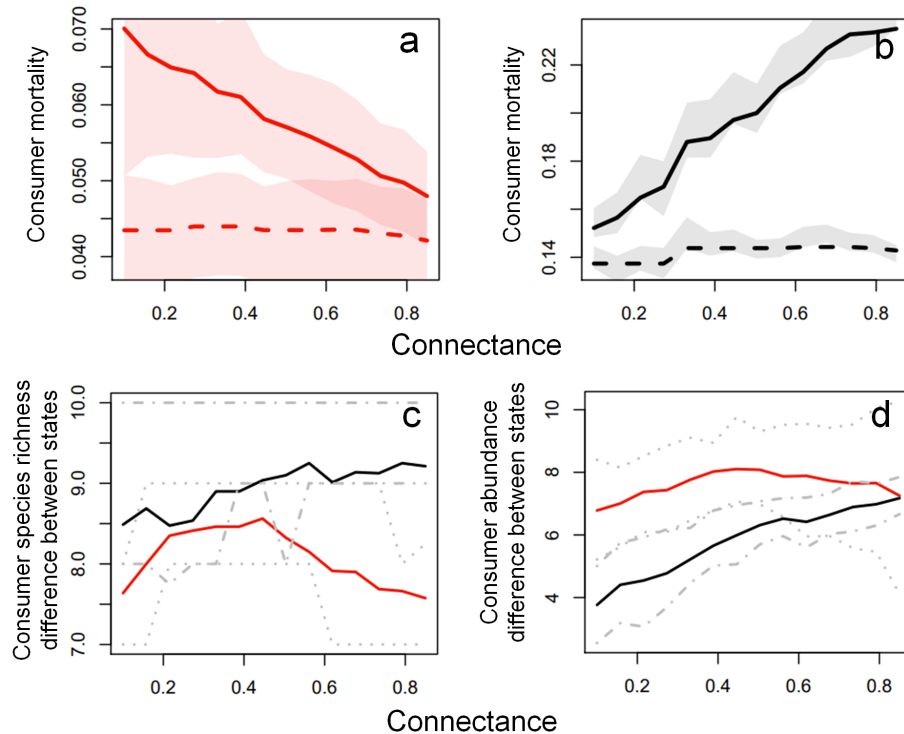 a
Consumer mortality
0.070
0.060
0.050
0.040
0.2
0.4
0.6
0.8
b
Consumer mortality
0.22
0.18
0.14
0.2
0.4
0.6
0.8
Connectance
c
Consumer species richness
difference between states
10.0
9.0
8.0
7.0
0.2
0.4
0.6
0.8
d
Consumer abundance
difference between states
10
8
6
4
0.2
0.4
0.6
0.8
Connectance